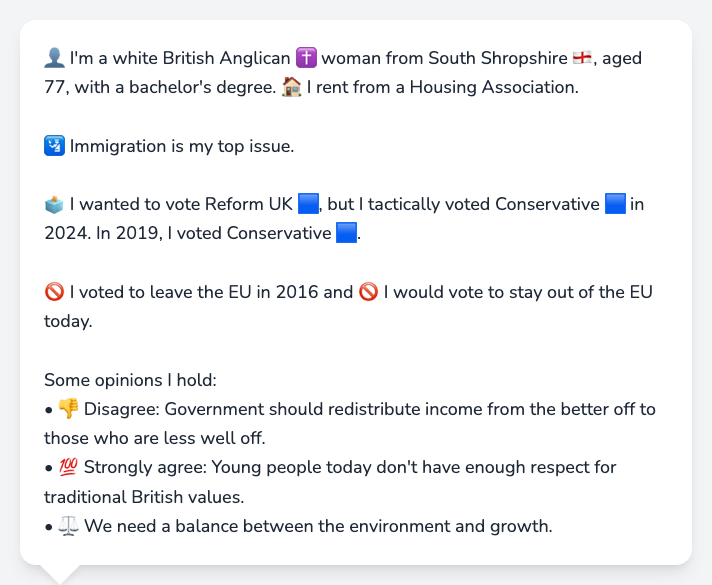 👤 I'm a white British Anglican ✝️ woman from South Shropshire 🏴󠁧󠁢󠁥󠁮󠁧󠁿, aged
77, with a bachelor's degree. 🏠 I rent from a Housing Association.
🛂 Immigration is my top issue.
🗳️ I wanted to vote Reform UK 🟦, but I tactically voted Conservative 🟦 in
2024. In 2019, I voted Conservative 🟦.
🚫 I voted to leave the EU in 2016 and 🚫 I would vote to stay out of the EU
today.
Some opinions I hold:
• 👎 Disagree: Government should redistribute income from the better off to
those who are less well off.
• 💯 Strongly agree: Young people today don't have enough respect for
traditional British values.
• ⚖️ We need a balance between the environment and growth.